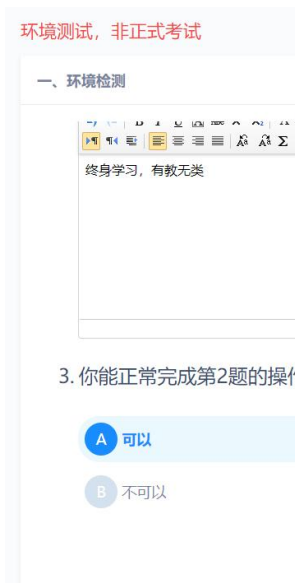 环境测试，非正式考试
一、环境检测
终身学习，有教无类
3. 你能正常完成第2题的操
A 可以
B 不可以